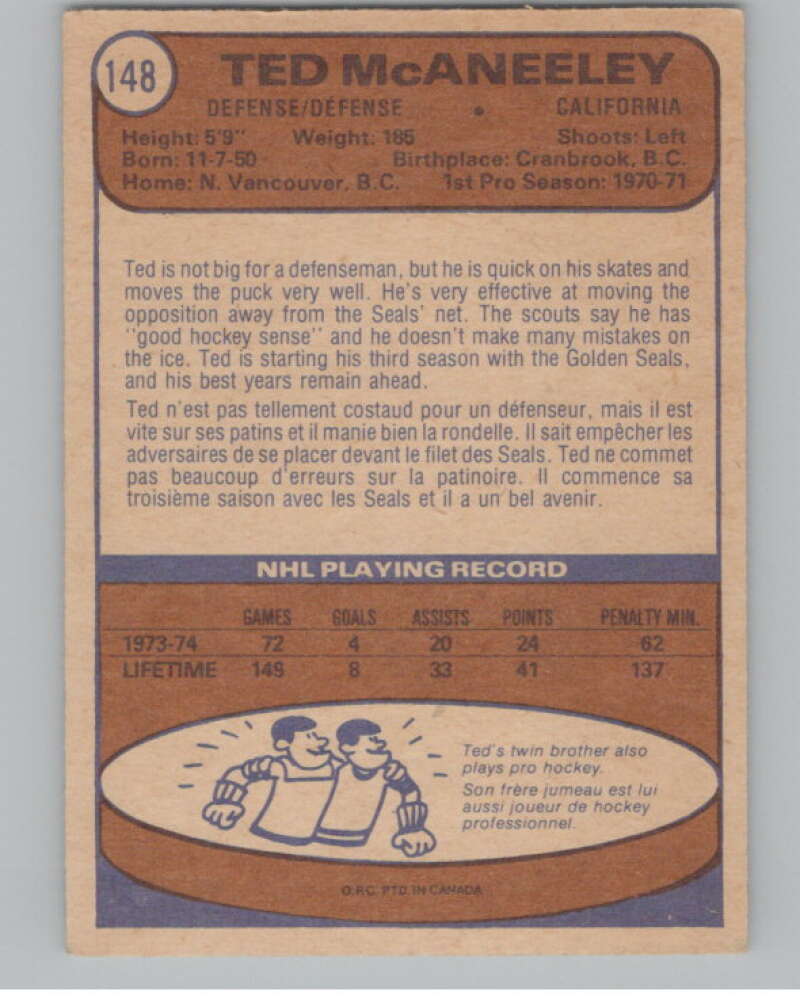 148
TED McANEELEY
DEFENSE/DÉFENSE • CALIFORNIA
Height: 5'9" Weight: 185 Shoots: Left
Born: 11-7-50 Birthplace: Cranbrook, B.C.
Home: N. Vancouver, B.C. 1st Pro Season: 1970-71
Ted is not big for a defenseman, but he is quick on his skates and
moves the puck very well. He's very effective at moving the
opposition away from the Seals' net. The scouts say he has
"good hockey sense" and he doesn't make many mistakes on
the ice. Ted is starting his third season with the Golden Seals,
and his best years remain ahead.
Ted n'est pas tellement costaud pour un défenseur, mais il est
vite sur ses patins et il manie bien la rondelle. Il sait empêcher les
adversaires de se placer devant le filet des Seals. Ted ne commet
pas beaucoup d'erreurs sur la patinoire. Il commence sa
troisième saison avec les Seals et il a un bel avenir.
NHL PLAYING RECORD
GAMES GOALS ASSISTS POINTS PENALTY MIN.
1973-74 72 4 20 24 62
LIFETIME 149 8 33 41 137
Ted's twin brother also
plays pro hockey.
Son frère jumeau est lui
aussi joueur de hockey
professionnel.
O.P.C. PTD. IN CANADA